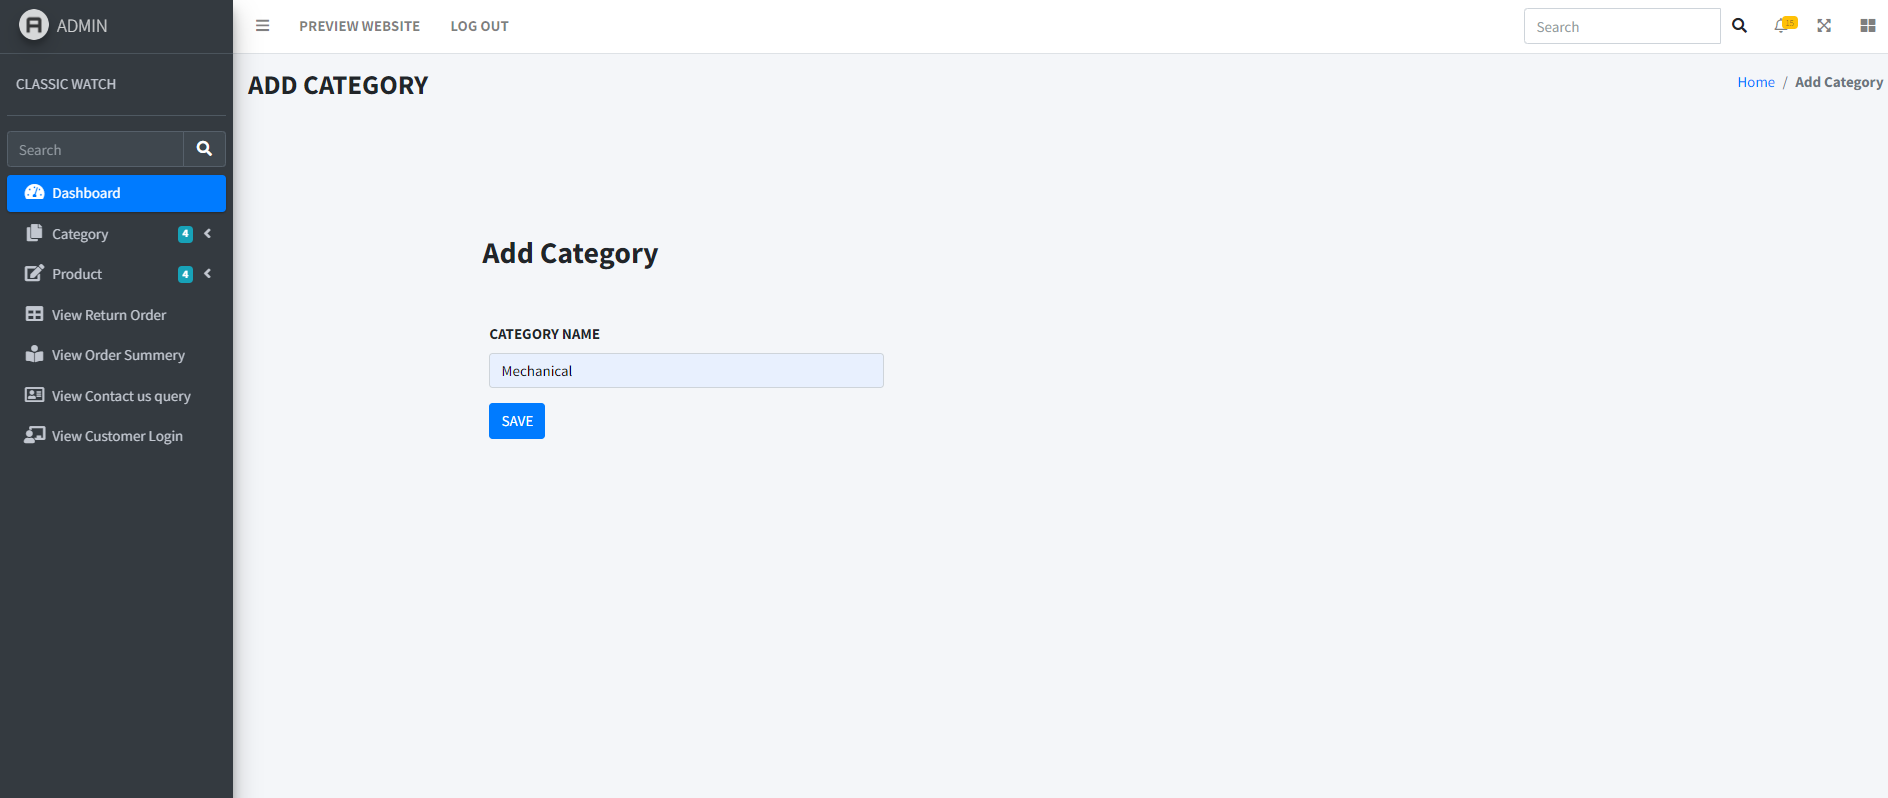 ADMIN
PREVIEW WEBSITE
LOG OUT
Search
15
CLASSIC WATCH
ADD CATEGORY
Home / Add Category
Search
Dashboard
Category 4
Product 4
View Return Order
View Order Summery
View Contact us query
View Customer Login
Add Category
CATEGORY NAME
Mechanical
SAVE